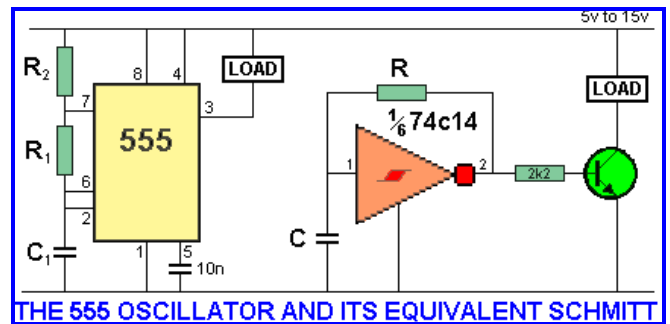 5v to 15v
R2
8
4
LOAD
7
3
555
R1
6
2
C1
1
5
10n
R
1/6 74c14
1
2
C
2k2
LOAD
THE 555 OSCILLATOR AND ITS EQUIVALENT SCHMITT